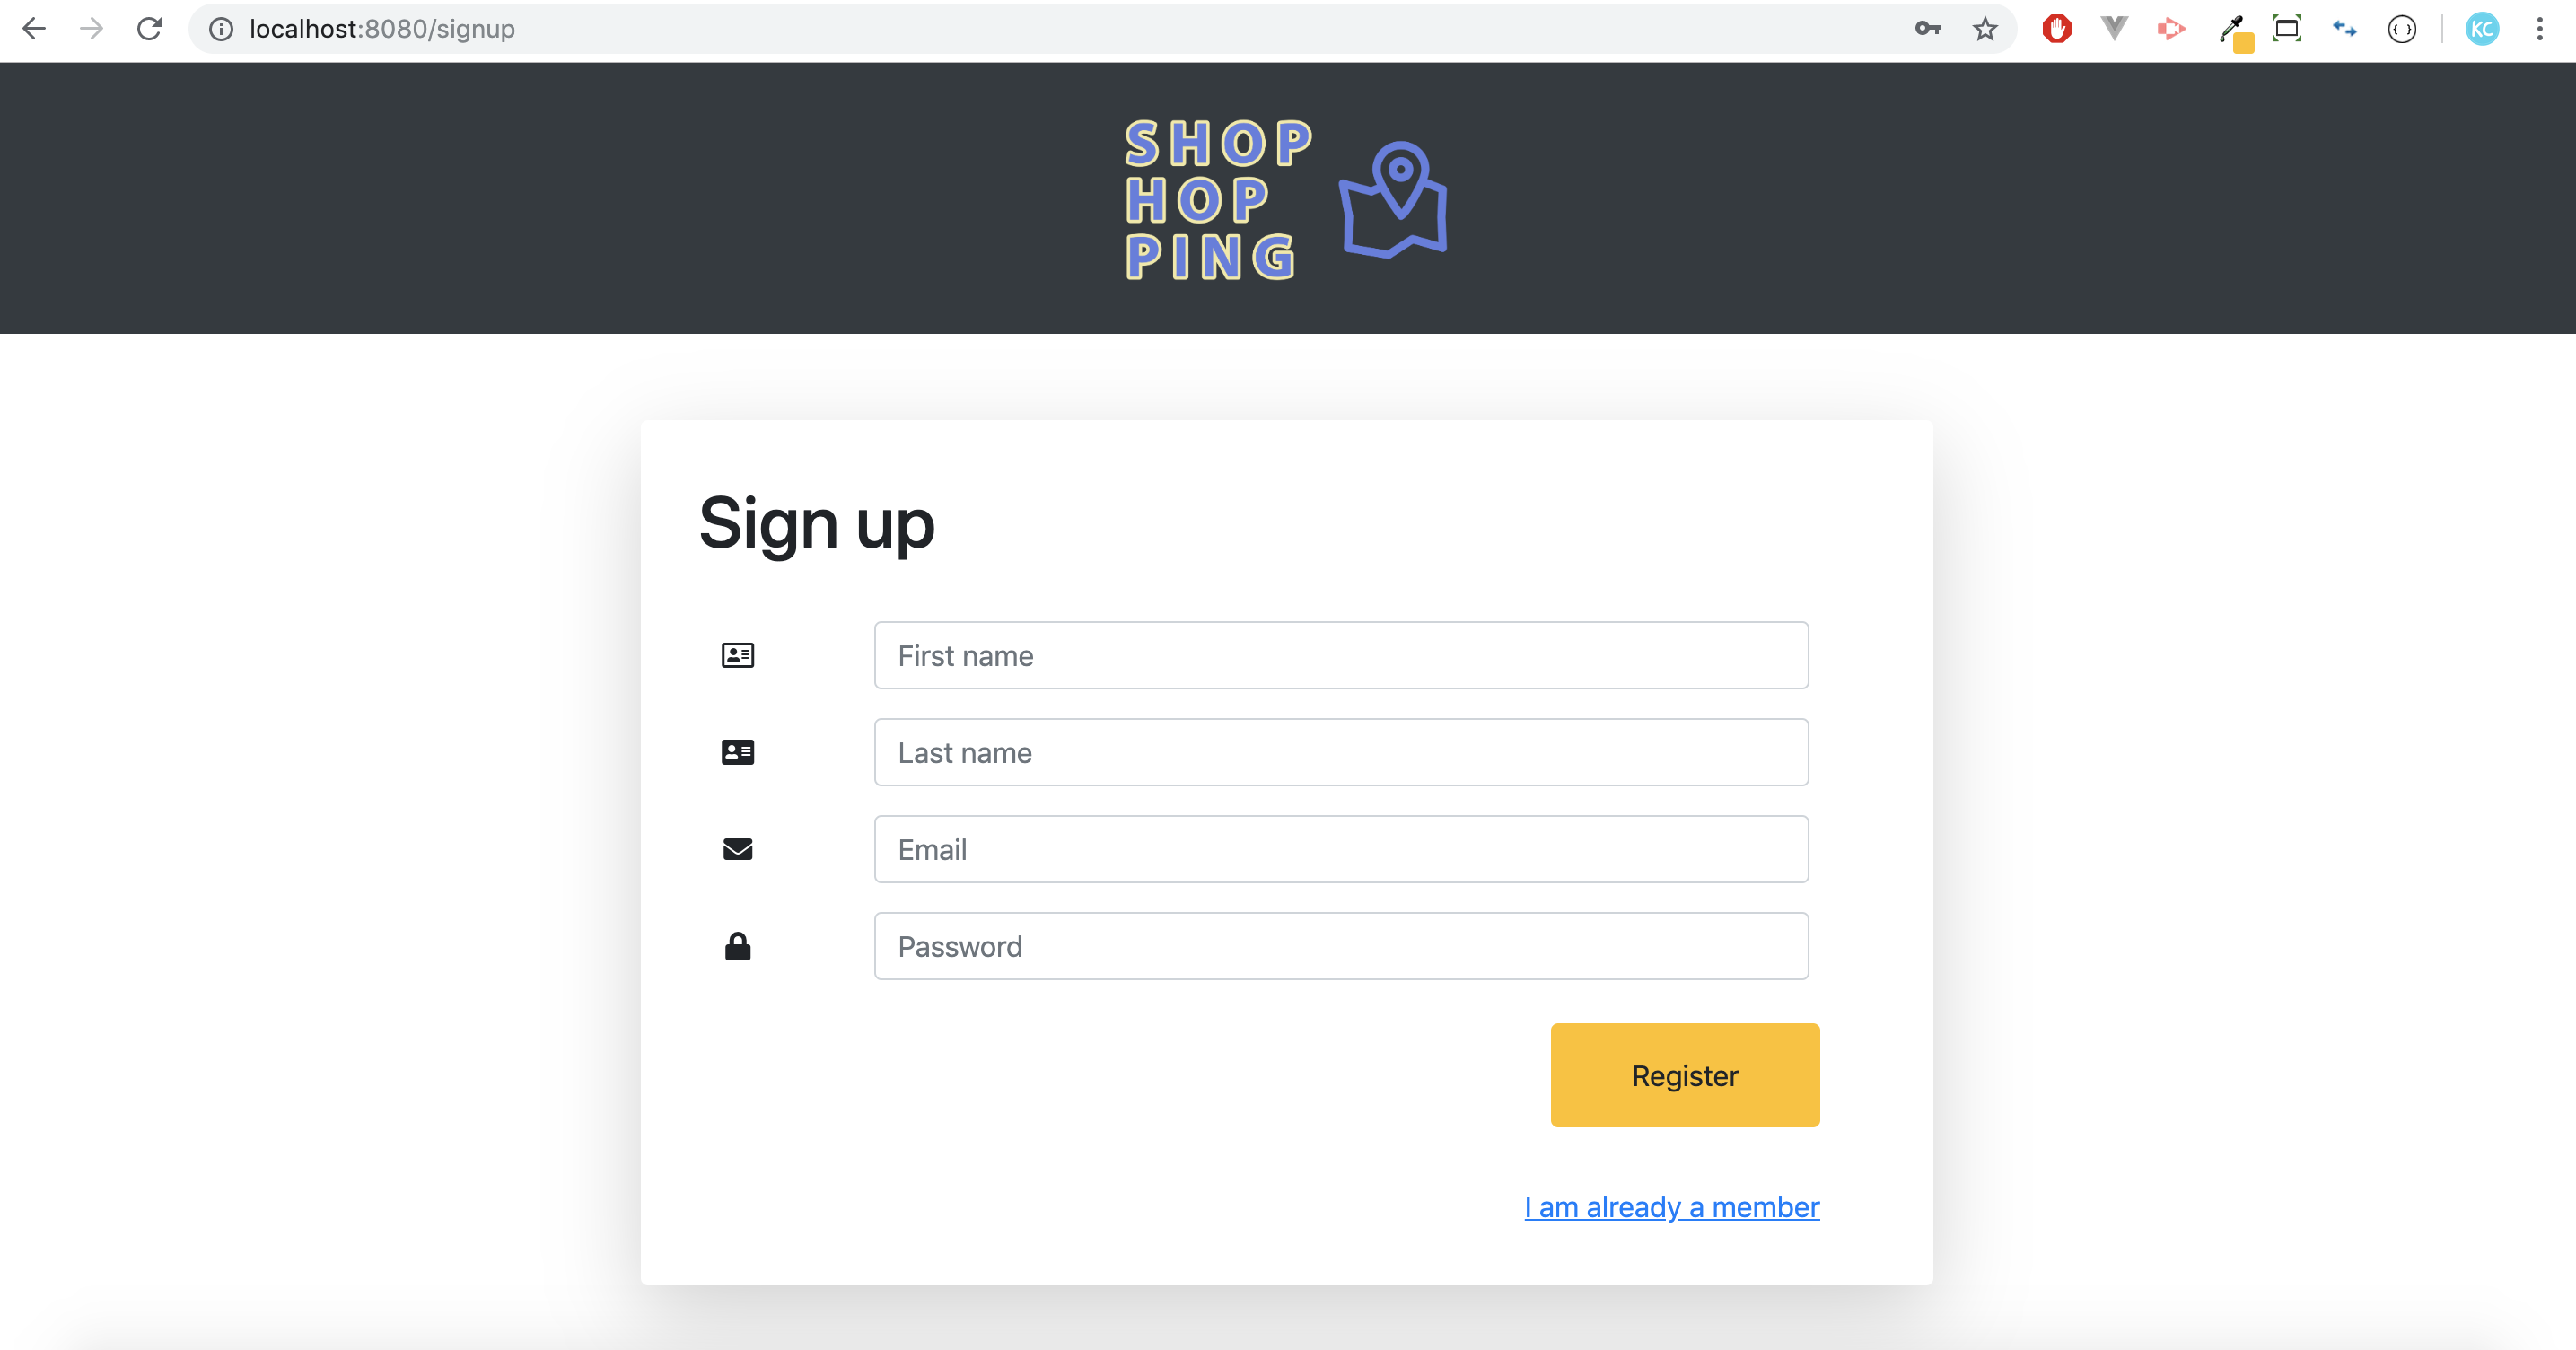 localhost:8080/signup
KC
SHOP
HOP
PING
Sign up
First name
Last name
Email
Password
Register
I am already a member